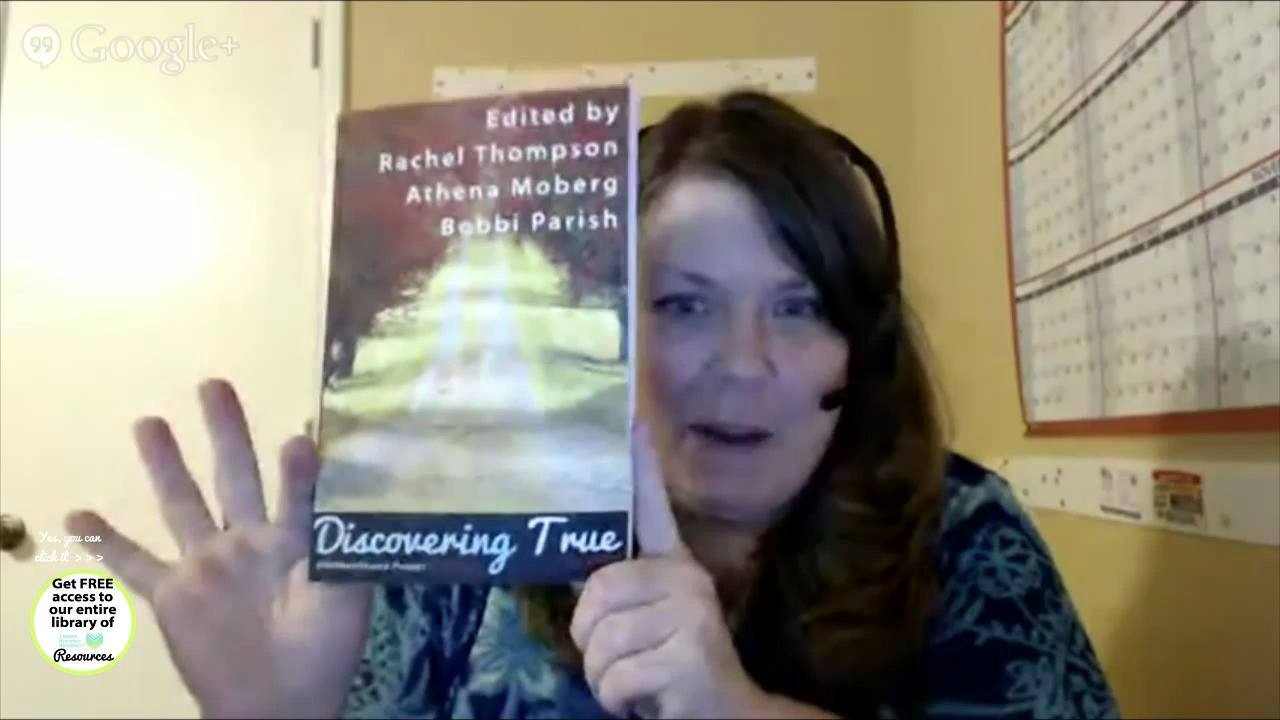 Google+
Edited by
Rachel Thompson
Athena Moberg
Bobbi Parish
Discovering True
Yes, you can
click it >>>
Get FREE
access to
our entire
library of
Resources